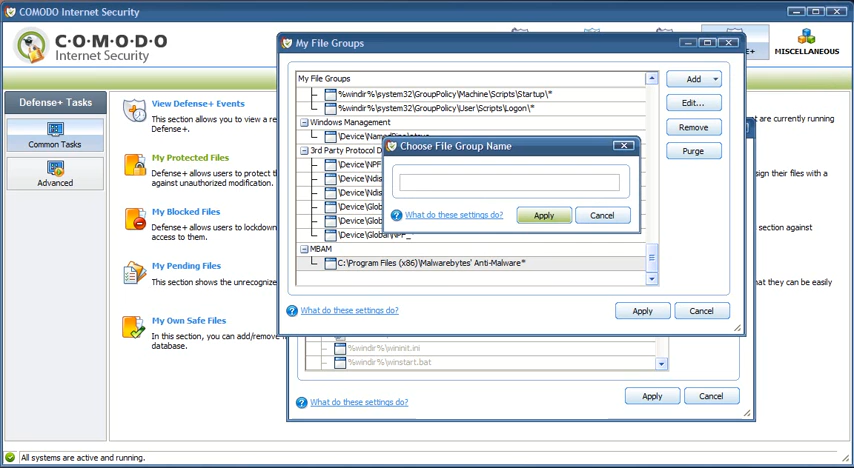 COMODO Internet Security
C·O·M·O·D·O
Internet Security
MISCELLANEOUS
Defense+ Tasks
Common Tasks
Advanced
View Defense+ Events
This section allows you to view a re
Defense+.
are currently running
My Protected Files
Defense+ allows users to protect th
against unauthorized modification.
sign their files with a
My Blocked Files
Defense+ allows users to lockdown
access to them.
section against
My Pending Files
This section shows the unrecogniz
hat they can be easily
My Own Safe Files
In this section, you can add/remove
database.
My File Groups
My File Groups
%windir%\system32\GroupPolicy\Machine\Scripts\Startup\*
%windir%\system32\GroupPolicy\User\Scripts\Logon\*
Windows Management
3rd Party Protocol D
\Device\NPF
\Device\Ndis
\Device\Ndis
\Device\Globa
\Device\Globa
\Device\Global\NPF_*
MBAM
C:\Program Files (x86)\Malwarebytes' Anti-Malware*
Add
Edit...
Remove
Purge
What do these settings do?
Apply
Cancel
Choose File Group Name
What do these settings do?
Apply
Cancel
%windir%\wininit.ini
%windir%\winstart.bat
What do these settings do?
Apply
Cancel
All systems are active and running.